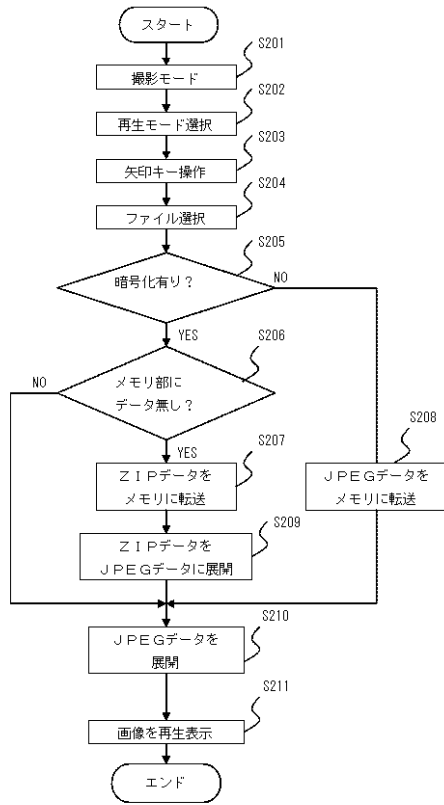 スタート
S201
撮影モード
S202
再生モード選択
S203
矢印キー操作
S204
ファイル選択
S205
暗号化有り？
NO
YES
S206
NO
メモリ部に
データ無し？
YES
S207
ＺＩＰデータを
メモリに転送
S208
ＪＰＥＧデータを
メモリに転送
S209
ＺＩＰデータを
ＪＰＥＧデータに展開
S210
ＪＰＥＧデータを
展開
S211
画像を再生表示
エンド